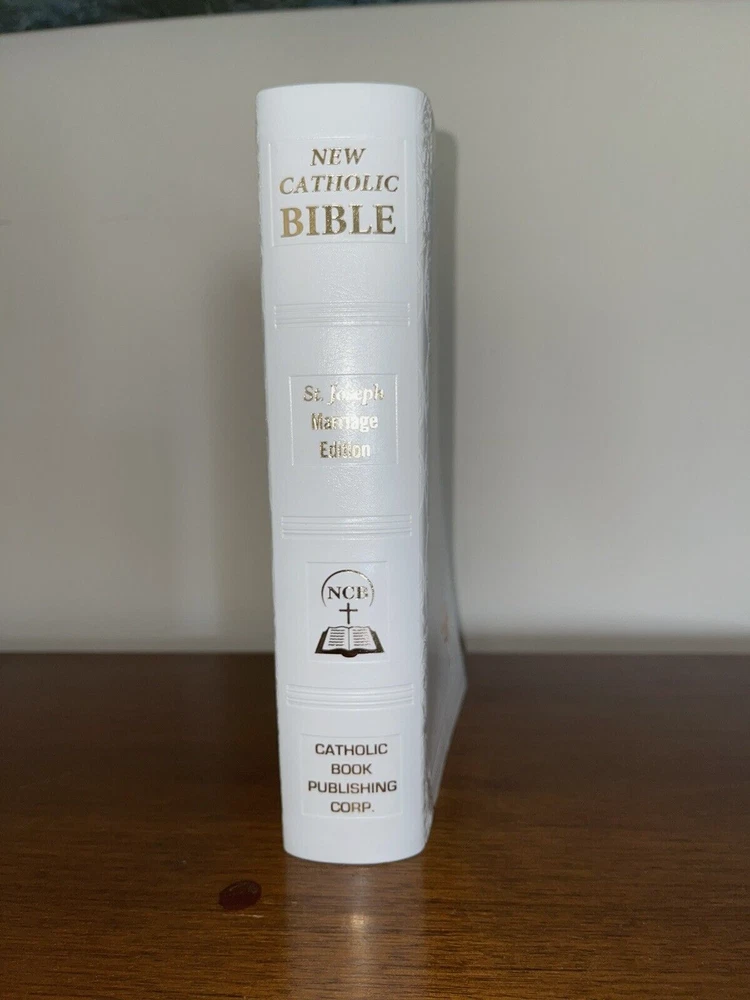 NEW
CATHOLIC
BIBLE
St. Joseph
Marriage
Edition
NCB
CATHOLIC
BOOK
PUBLISHING
CORP.